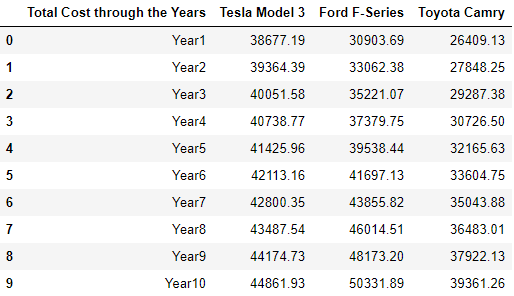 Total Cost through the Years Tesla Model 3 Ford F-Series Toyota Camry
0 Year1 38677.19 30903.69 26409.13
1 Year2 39364.39 33062.38 27848.25
2 Year3 40051.58 35221.07 29287.38
3 Year4 40738.77 37379.75 30726.50
4 Year5 41425.96 39538.44 32165.63
5 Year6 42113.16 41697.13 33604.75
6 Year7 42800.35 43855.82 35043.88
7 Year8 43487.54 46014.51 36483.01
8 Year9 44174.73 48173.20 37922.13
9 Year10 44861.93 50331.89 39361.26